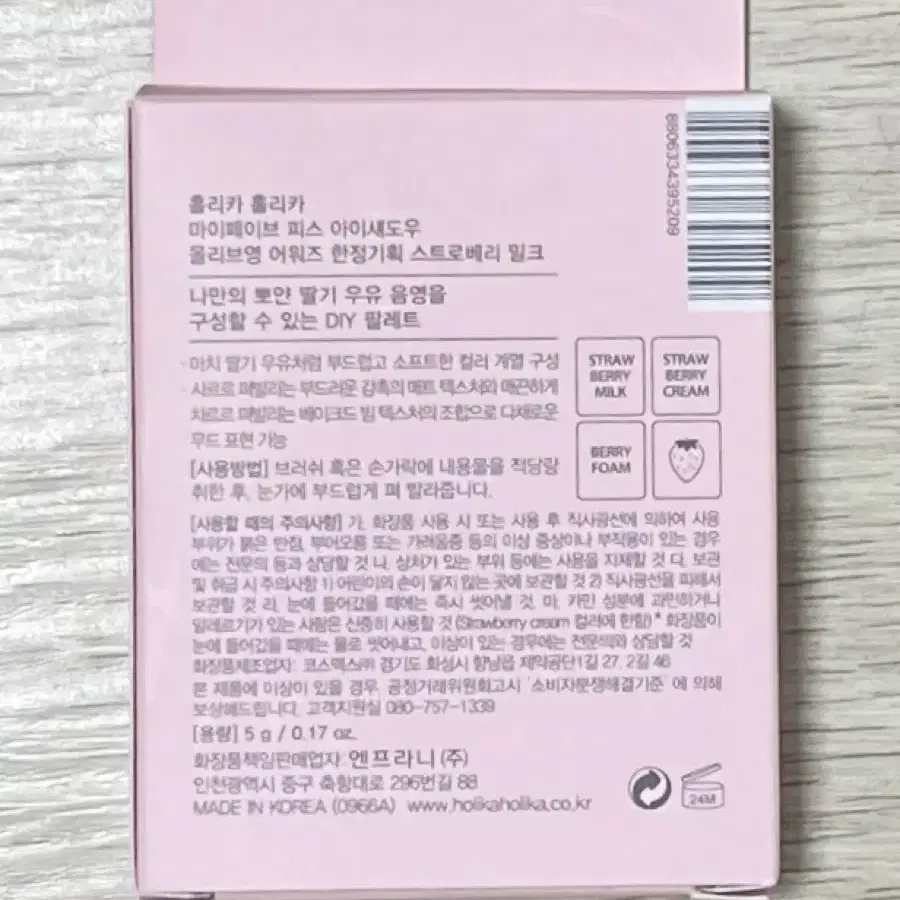 홀리카 홀리카
마이페이브 피스 아이섀도우
올리브영 어워즈 한정기획 스트로베리 밀크
나만의 뽀얀 딸기 우유 음영을
구성할 수 있는 DIY 팔레트
· 마치 딸기 우유처럼 부드럽고 소프트한 컬러 계열 구성
· 사르르 퍼빌리는 부드러운 감촉의 매트 텍스처와 매끈하게
차르르 퍼빌리는 베이크드 빔 텍스처의 조합으로 다채로운
무드 표현 가능
[사용방법] 브러쉬 혹은 손가락에 내용물을 적당량
취한 후, 눈가에 부드럽게 펴 발라줍니다.
[사용할 때의 주의사항] 가. 화장품 사용 시 또는 사용 후 직사광선에 의하여 사용
부위가 붉은 반점, 부어오름 또는 가려움증 등의 이상 증상이나 부작용이 있는 경우
에는 전문의 등과 상담할 것 나. 상처가 있는 부위 등에는 사용을 자제할 것 다. 보관
및 취급 시 주의사항 1) 어린이의 손이 닿지 않는 곳에 보관할 것 2) 직사광선을 피해서
보관할 것 라. 눈에 들어갔을 때에는 즉시 씻어낼 것. 마. 카민 성분에 과민하거나
알레르기가 있는 사람은 신중히 사용할 것 (Strawberry cream 컬러에 한함) * 화장품이
눈에 들어갔을 때에는 물로 씻어내고, 이상이 있는 경우에는 전문의와 상담할 것
화장품제조업자: 코스맥스㈜ 경기도 화성시 향남읍 제약공단1길 27, 2길 46
본 제품에 이상이 있을 경우, 공정거래위원회고시 '소비자분쟁해결기준'에 의해
보상해드립니다. 고객지원실 080-757-1339
[용량] 5 g / 0.17 oz.
화장품책임판매업자: 엔프라니 (주)
인천광역시 중구 축항대로 296번길 88
MADE IN KOREA (0966A) www.holikaholika.co.kr
8806334395209
STRAW
BERRY
MILK
STRAW
BERRY
CREAM
BERRY
FOAM
24M